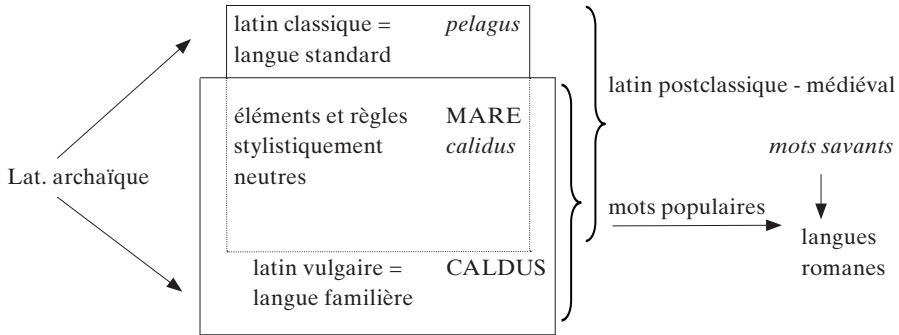 latin classique = pelagus
langue standard
latin postclassique - médiéval
éléments et règles MARE
stylistiquement calidus
neutres
mots savants
Lat. archaïque
mots populaires
langues
romanes
latin vulgaire = CALDUS
langue familière